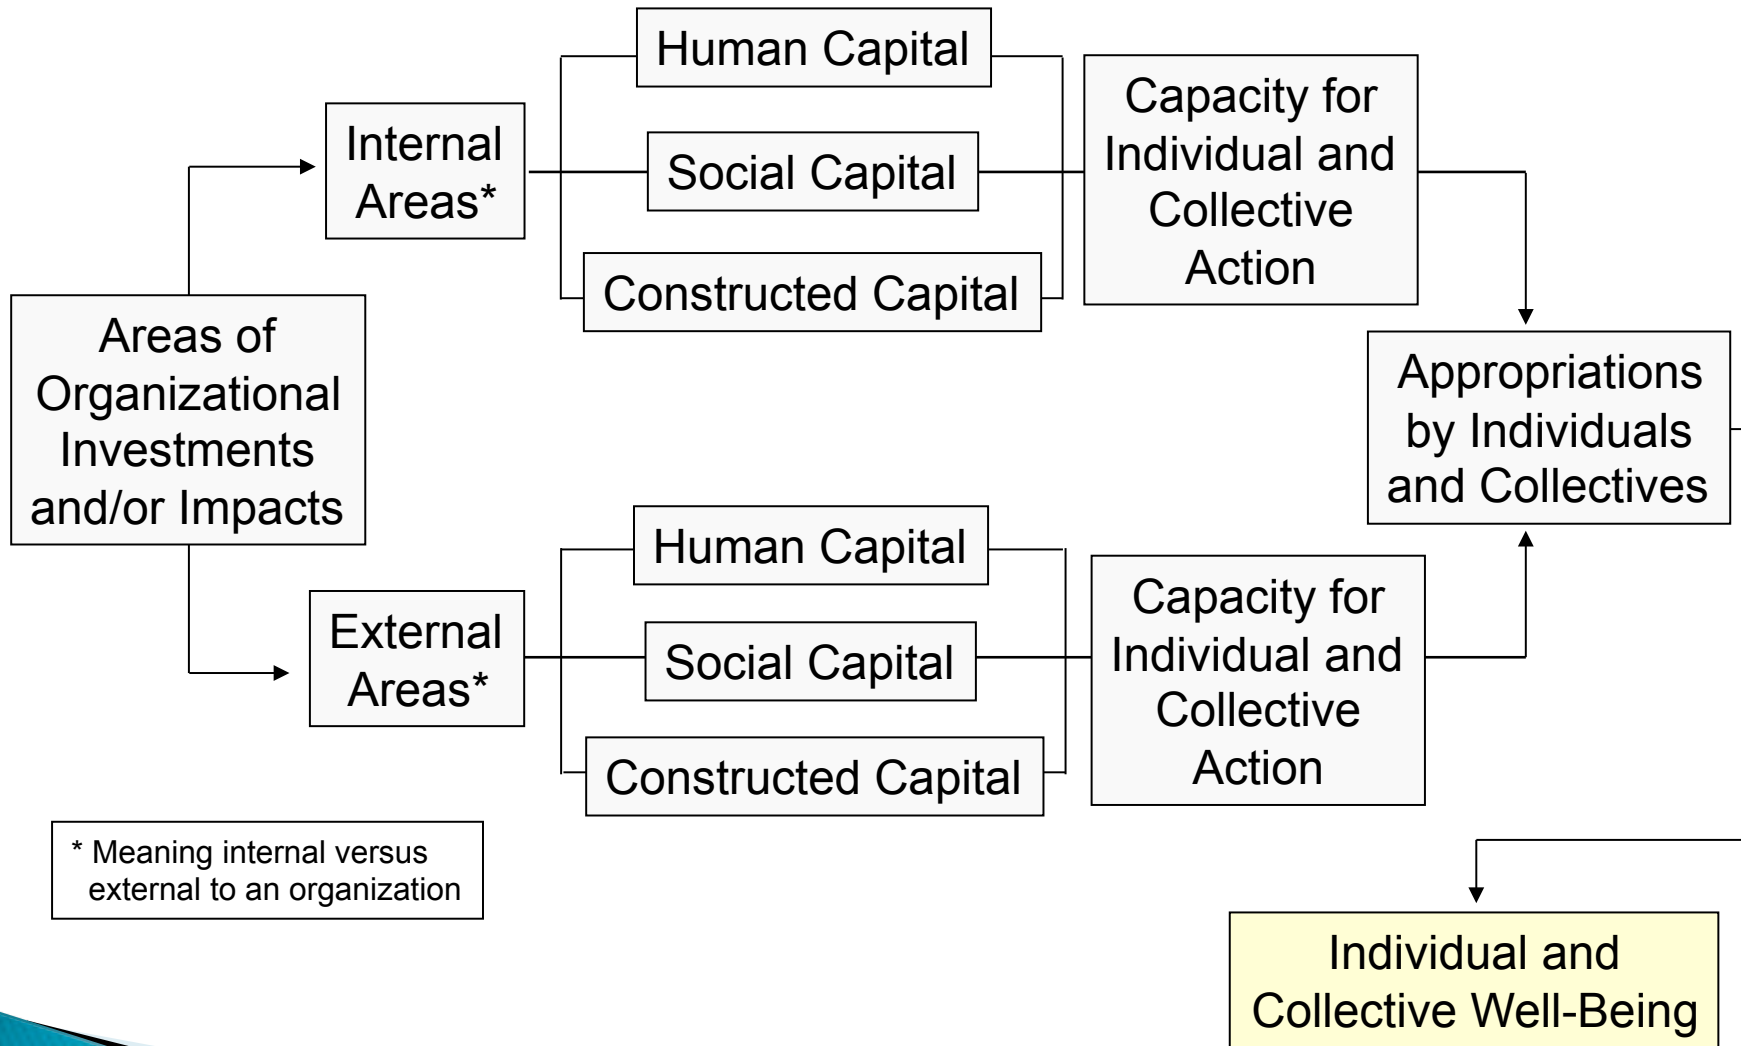 Human Capital
Social Capital
Constructed Capital
Internal
Areas*
Capacity for
Individual and
Collective
Action
Areas of
Organizational
Investments
and/or Impacts
Appropriations
by Individuals
and Collectives
Human Capital
Social Capital
Constructed Capital
External
Areas*
Capacity for
Individual and
Collective
Action
* Meaning internal versus
external to an organization
Individual and
Collective Well-Being